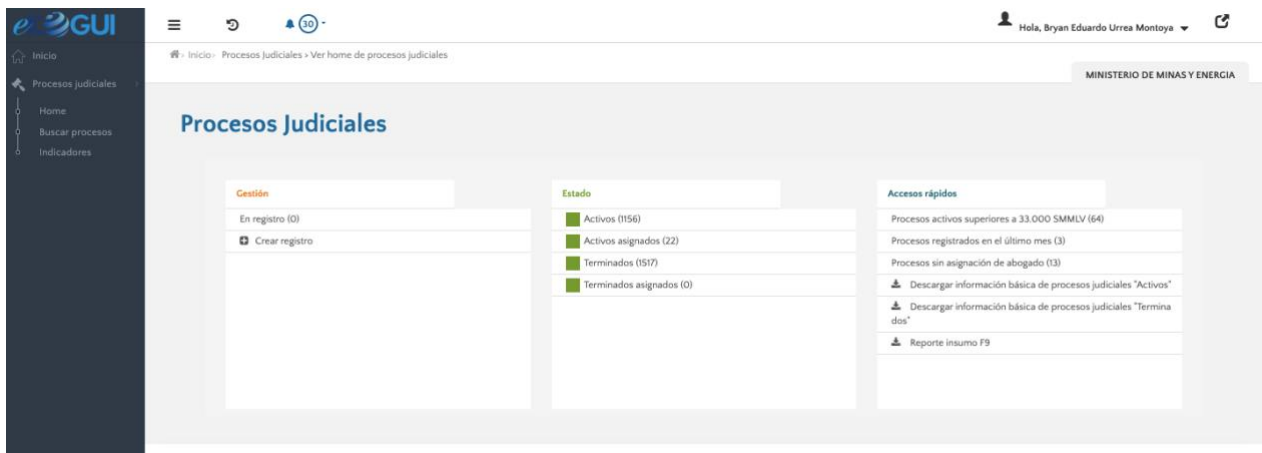 eKOGUI
30
Hola, Bryan Eduardo Urrea Montoya
Inicio
Inicio > Procesos Judiciales > Ver home de procesos judiciales
MINISTERIO DE MINAS Y ENERGIA
Procesos judiciales
Home
Buscar procesos
Indicadores
Procesos Judiciales
Gestión
En registro (0)
Crear registro
Estado
Activos (1156)
Activos asignados (22)
Terminados (1517)
Terminados asignados (0)
Accesos rápidos
Procesos activos superiores a 33.000 SMMLV (64)
Procesos registrados en el último mes (3)
Procesos sin asignación de abogado (13)
Descargar información básica de procesos judiciales "Activos"
Descargar información básica de procesos judiciales "Termina
dos"
Reporte insumo F9